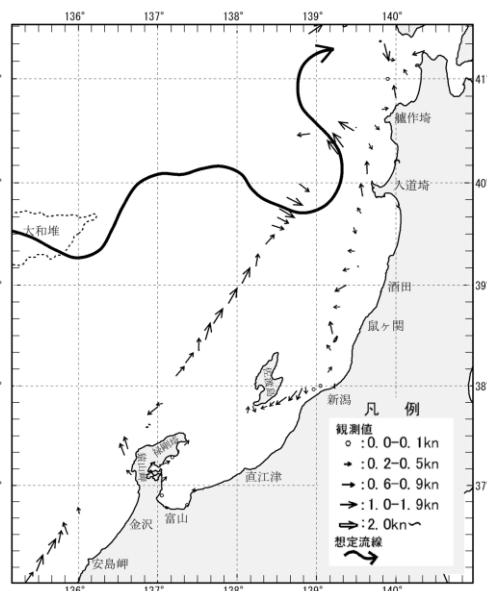 136° 137° 138° 139° 140°
41°
艫作埼
40°
入道埼
大和堆
39°
酒田
鼠ヶ関
38°
佐渡島
新潟
凡 例
観測値
:0.0-0.1kn
:0.2-0.5kn
:0.6-0.9kn
:1.0-1.9kn
:2.0kn~
想定流線
直江津
37°
富山
金沢
安島岬
136° 137° 138° 139° 140°